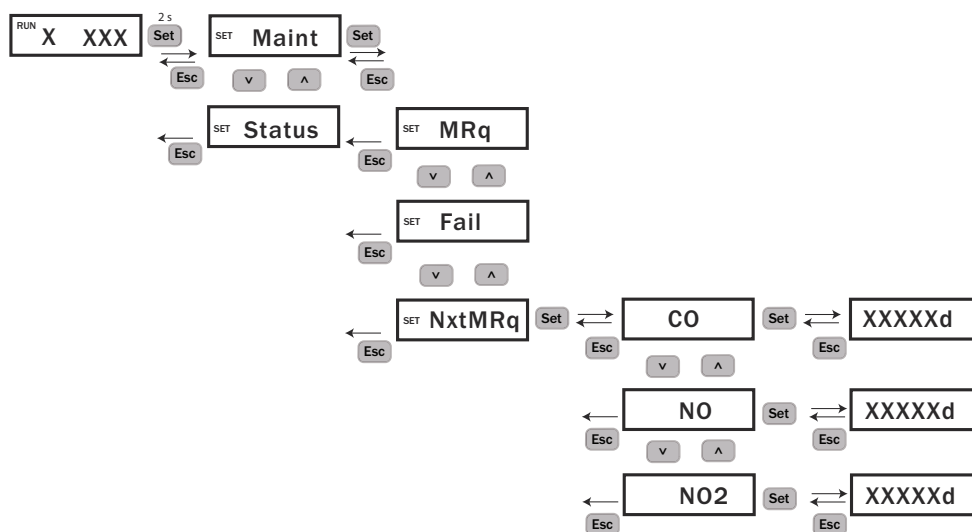 2 s
RUN X XXX Set SET Maint Set
Esc ˅ ˄ Esc
SET Status SET MRq
Esc Esc
˅ ˄
SET Fail
Esc
˅ ˄
SET NxtMRq Set CO Set XXXXXd
Esc Esc Esc
˅ ˄
NO Set XXXXXd
Esc Esc
˅ ˄
NO2 Set XXXXXd
Esc Esc